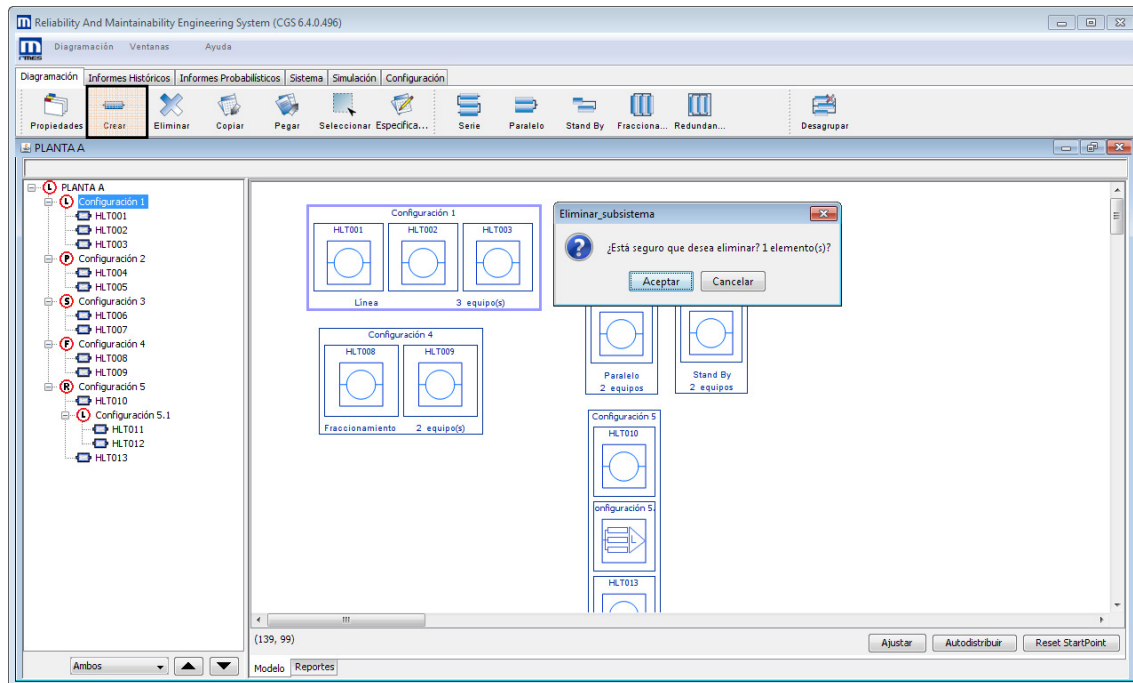 Reliability And Maintainability Engineering System (CGS 6.4.0.496)
rmes
Diagramación Ventanas Ayuda
Diagramación Informes Históricos Informes Probabilísticos Sistema Simulación Configuración
Propiedades Crear Eliminar Copiar Pegar Seleccionar Especifica... Serie Paralelo Stand By Fracciona... Redundan... Desagrupar
PLANTA A
L PLANTA A
L Configuración 1
HLT001
HLT002
HLT003
P Configuración 2
HLT004
HLT005
S Configuración 3
HLT006
HLT007
F Configuración 4
HLT008
HLT009
R Configuración 5
HLT010
L Configuración 5.1
HLT011
HLT012
HLT013
Ambos
Configuración 1
HLT001 HLT002 HLT003
Línea 3 equipo(s)
Eliminar_subsistema
¿Está seguro que desea eliminar? 1 elemento(s)?
Aceptar Cancelar
Configuración 4
HLT008 HLT009
Fraccionamiento 2 equipo(s)
Paralelo
2 equipos
Stand By
2 equipos
Configuración 5
HLT010
onfiguración 5.
L
HLT013
(139, 99)
Ajustar Autodistribuir Reset StartPoint
Modelo Reportes